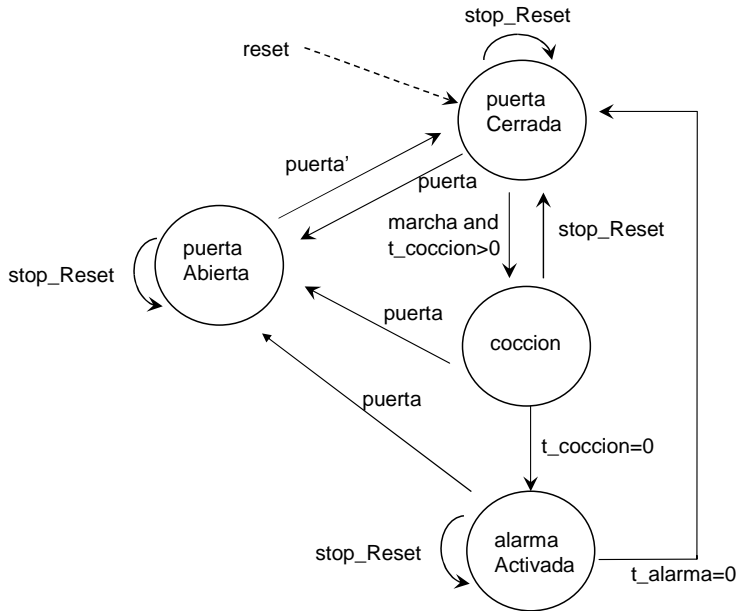 stop_Reset
reset
puerta
Cerrada
puerta’
puerta
marcha and
t_coccion>0
stop_Reset
puerta
Abierta
stop_Reset
puerta
coccion
puerta
t_coccion=0
stop_Reset
alarma
Activada
t_alarma=0